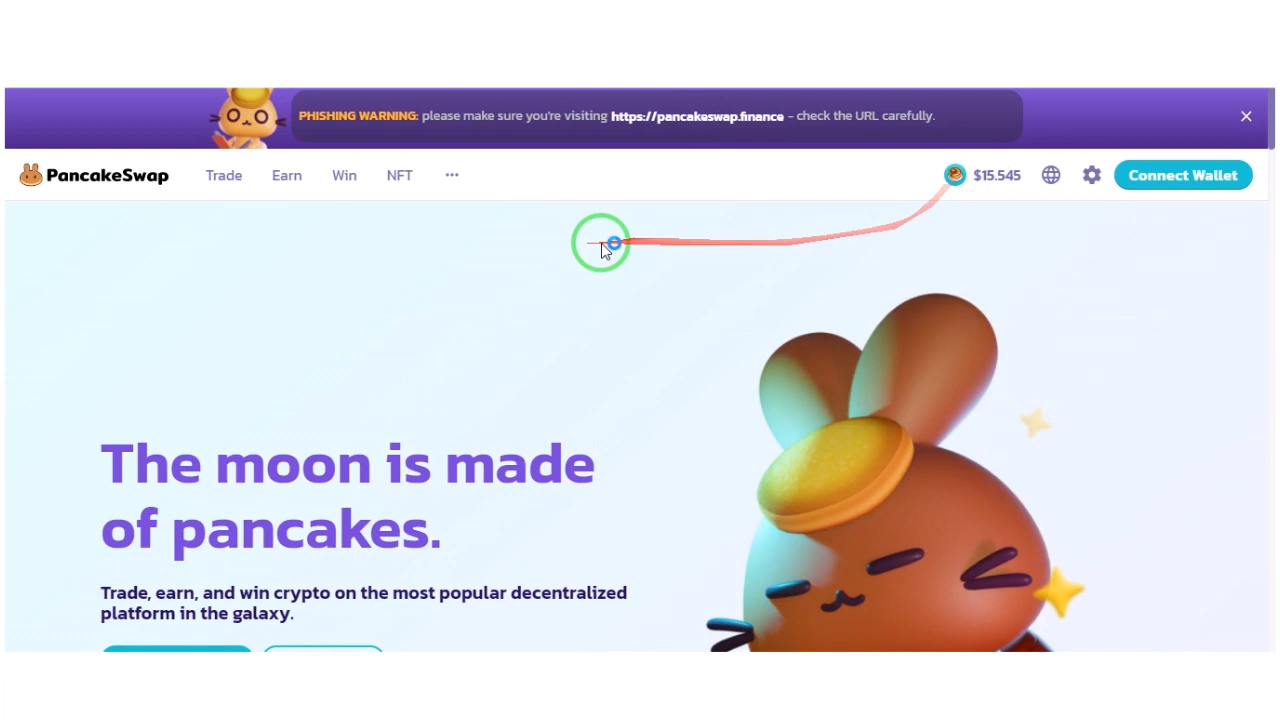 PHISHING WARNING: please make sure you're visiting https://pancakeswap.finance - check the URL carefully.
PancakeSwap Trade Earn Win NFT ... $15.545 Connect Wallet
The moon is made
of pancakes.
Trade, earn, and win crypto on the most popular decentralized
platform in the galaxy.